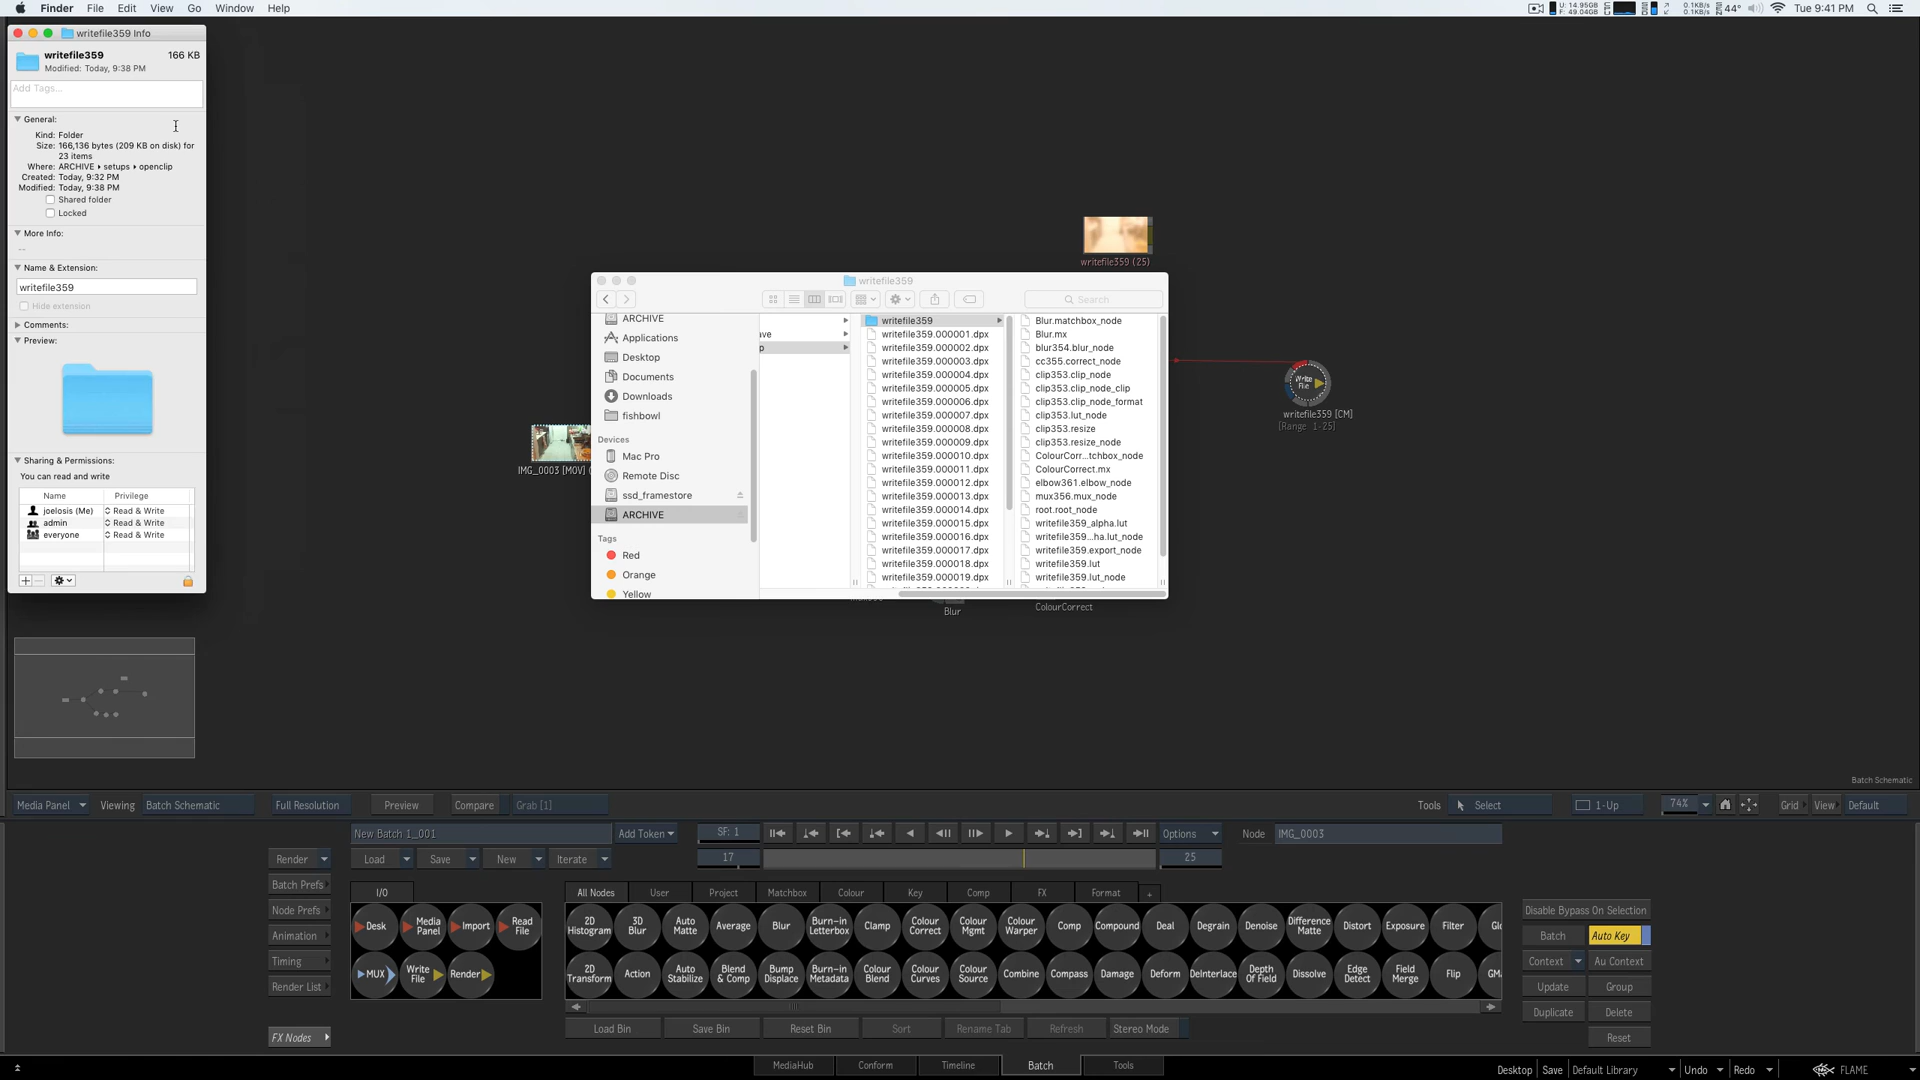 Finder File Edit View Go Window Help
U: 14.95GB
F: 49.04GB
0.1KB/s
0.1KB/s
44°
Tue 9:41 PM
writefile359 Info
writefile359 166 KB
Modified: Today, 9:38 PM
Add Tags...
General:
Kind: Folder
Size: 166,136 bytes (209 KB on disk) for
23 items
Where: ARCHIVE ▸ setups ▸ openclip
Created: Today, 9:32 PM
Modified: Today, 9:38 PM
Shared folder
Locked
More Info:
--
Name & Extension:
writefile359
Hide extension
Comments:
Preview:
Sharing & Permissions:
You can read and write
Name Privilege
joelosis (Me) Read & Write
admin Read & Write
everyone Read & Write
writefile359 (25)
writefile359
Search
ARCHIVE
Applications
Desktop
Documents
Downloads
fishbowl
Devices
Mac Pro
Remote Disc
ssd_framestore
ARCHIVE
Tags
Red
Orange
Yellow
ave
p
writefile359
writefile359.000001.dpx
writefile359.000002.dpx
writefile359.000003.dpx
writefile359.000004.dpx
writefile359.000005.dpx
writefile359.000006.dpx
writefile359.000007.dpx
writefile359.000008.dpx
writefile359.000009.dpx
writefile359.000010.dpx
writefile359.000011.dpx
writefile359.000012.dpx
writefile359.000013.dpx
writefile359.000014.dpx
writefile359.000015.dpx
writefile359.000016.dpx
writefile359.000017.dpx
writefile359.000018.dpx
writefile359.000019.dpx
Blur.matchbox_node
Blur.mx
blur354.blur_node
cc355.correct_node
clip353.clip_node
clip353.clip_node_clip
clip353.clip_node_format
clip353.lut_node
clip353.resize
clip353.resize_node
ColourCorr...tchbox_node
ColourCorrect.mx
elbow361.elbow_node
mux356.mux_node
root.root_node
writefile359_alpha.lut
writefile359...ha.lut_node
writefile359.export_node
writefile359.lut
writefile359.lut_node
IMG_0003 [MOV] (
Write
File
writefile359 [CM]
[Range: 1-25]
Blur
ColourCorrect
Batch Schematic
Media Panel Viewing Batch Schematic Full Resolution Preview Compare Grab [1] Tools Select 1-Up 74% Grid View Default
New Batch 1_001 Add Token SF: 1 Options Node IMG_0003
Render Load Save New Iterate 17 25
Batch Prefs
Node Prefs
Animation
Timing
Render List
FX Nodes
I/O
Desk
Media
Panel
Import
Read
File
MUX
Write
File
Render
All Nodes User Project Matchbox Colour Key Comp FX Format +
2D
Histogram
3D
Blur
Auto
Matte
Average
Blur
Burn-in
Letterbox
Clamp
Colour
Correct
Colour
Mgmt
Colour
Warper
Comp
Compound
Deal
Degrain
Denoise
Difference
Matte
Distort
Exposure
Filter
Gl
2D
Transform
Action
Auto
Stabilize
Blend
& Comp
Bump
Displace
Burn-in
Metadata
Colour
Blend
Colour
Curves
Colour
Source
Combine
Compass
Damage
Deform
DeInterlace
Depth
Of Field
Dissolve
Edge
Detect
Field
Merge
Flip
GM
Load Bin Save Bin Reset Bin Sort Rename Tab Refresh Stereo Mode
Disable Bypass On Selection
Batch Auto Key
Context Au Context
Update Group
Duplicate Delete
Reset
MediaHub Conform Timeline Batch Tools
Desktop Save Default Library Undo Redo FLAME